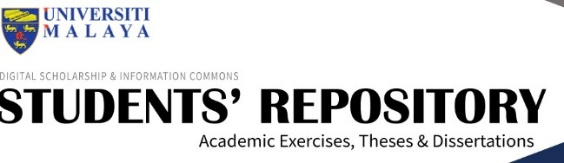 UNIVERSITI
MALAYA
DIGITAL SCHOLARSHIP & INFORMATION COMMONS
STUDENTS' REPOSITORY
Academic Exercises, Theses & Dissertations